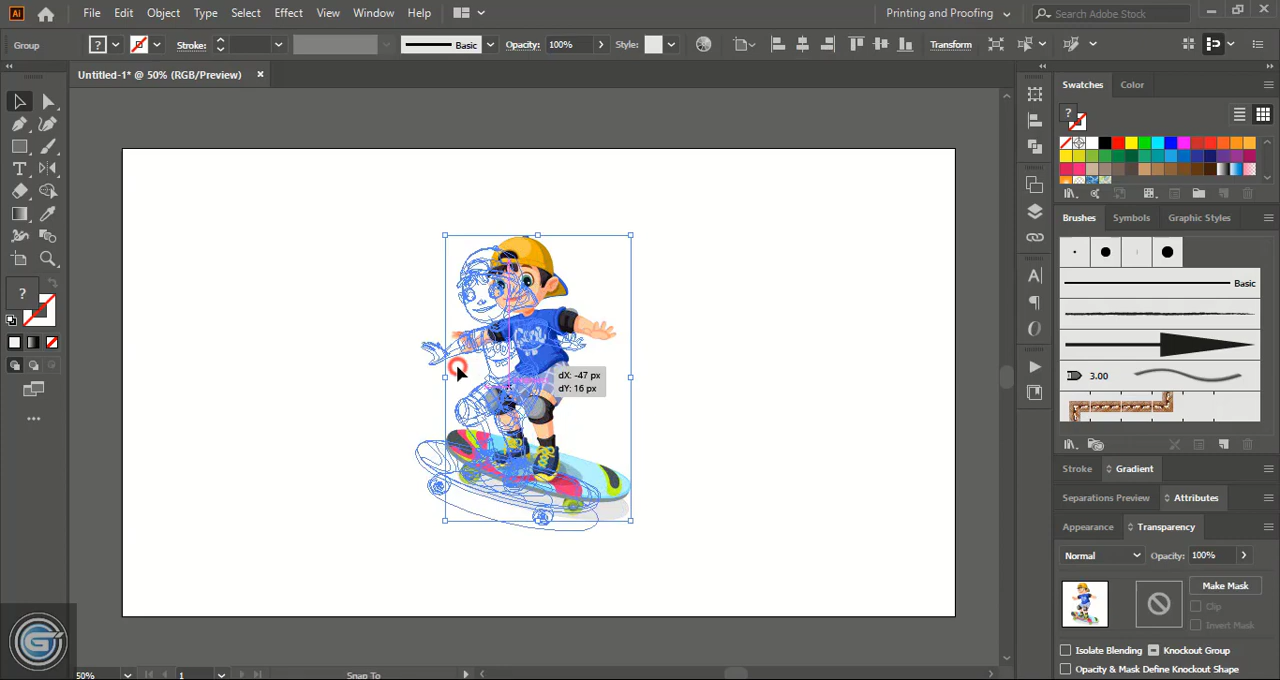 Ai File Edit Object Type Select Effect View Window Help Printing and Proofing Search Adobe Stock
Group ? Stroke: Basic Opacity: 100% Style: Transform
Untitled-1* @ 50% (RGB/Preview) ×
Swatches Color
?
Brushes Symbols Graphic Styles
Basic
3.00
Stroke Gradient
Separations Preview Attributes
Appearance Transparency
Normal Opacity: 100%
Make Mask
Clip
Invert Mask
Isolate Blending Knockout Group
Opacity & Mask Define Knockout Shape
?
dX: -47 px
dY: 16 px
50% 1 Snap To